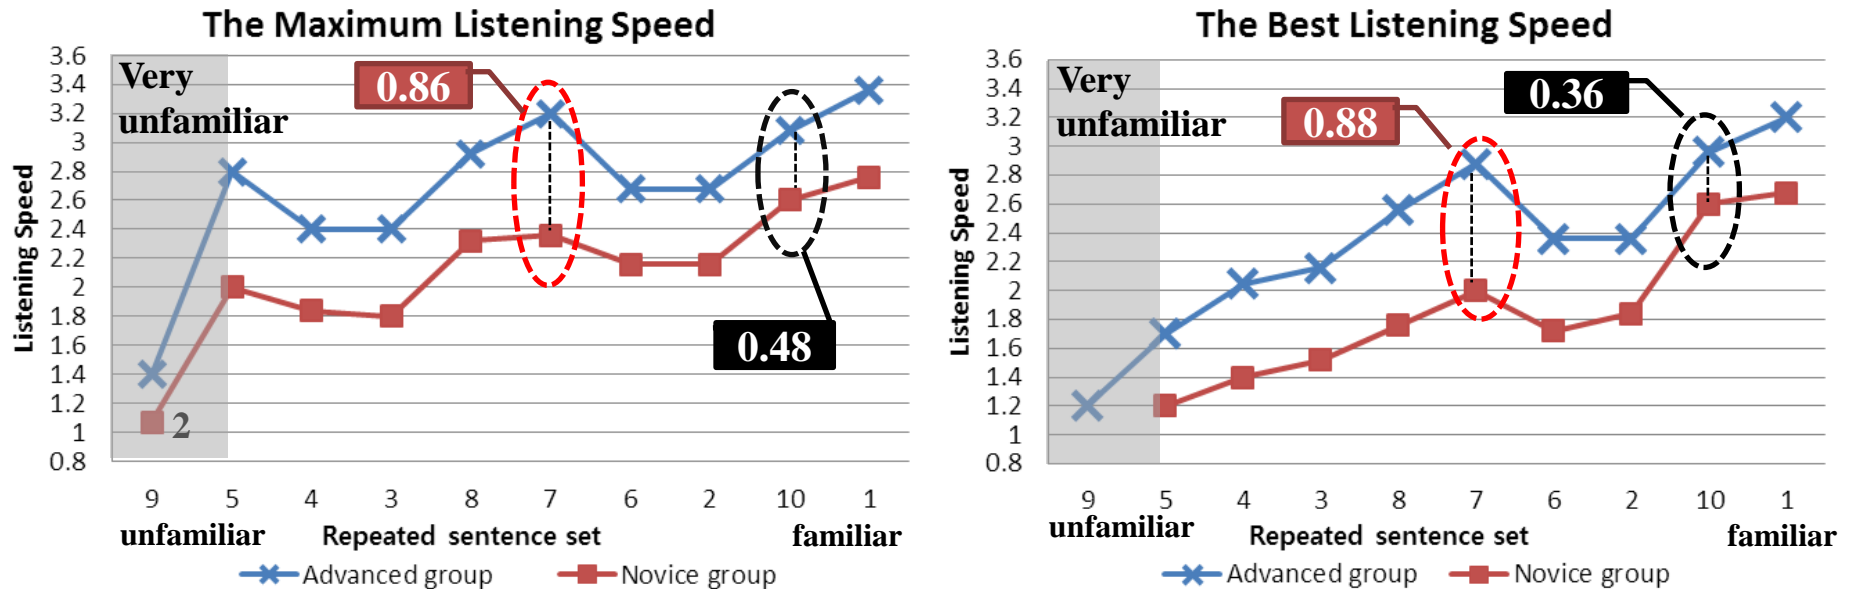 The Maximum Listening Speed
3.6
3.4
3.2
3
2.8
2.6
2.4
2.2
2
1.8
1.6
1.4
1.2
1
0.8
Listening Speed
Very
unfamiliar
0.86
0.48
2
9 5 4 3 8 7 6 2 10 1
unfamiliar Repeated sentence set familiar
Advanced group Novice group
The Best Listening Speed
3.6
3.4
3.2
3
2.8
2.6
2.4
2.2
2
1.8
1.6
1.4
1.2
1
0.8
Listening Speed
Very
unfamiliar
0.88
0.36
9 5 4 3 8 7 6 2 10 1
unfamiliar Repeated sentence set familiar
Advanced group Novice group